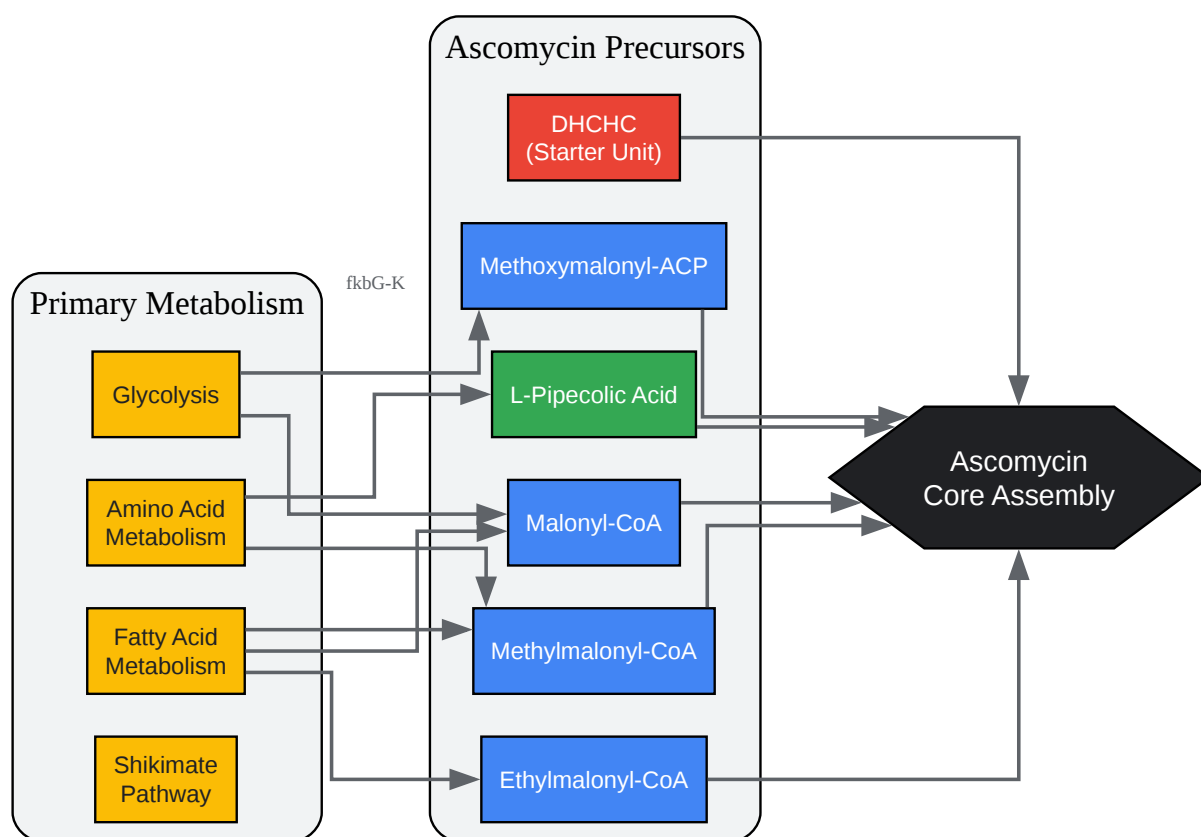 Ascomycin Precursors
DHCHC
(Starter Unit)
Methoxymalonyl-ACP
fkbG-K
Primary Metabolism
Glycolysis
L-Pipecolic Acid
Ascomycin
Core Assembly
Amino Acid
Metabolism
Malonyl-CoA
Fatty Acid
Metabolism
Methylmalonyl-CoA
Shikimate
Pathway
Ethylmalonyl-CoA